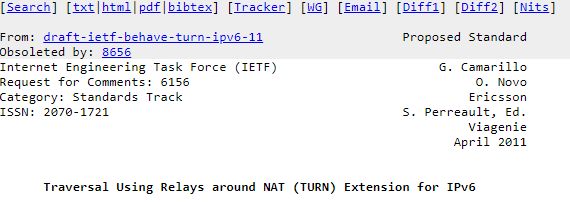 [Search] [txt|html|pdf|bibtex] [Tracker] [WG] [Email] [Diff1] [Diff2] [Nits]
From: draft-ietf-behave-turn-ipv6-11 Proposed Standard
Obsoleted by: 8656
Internet Engineering Task Force (IETF) G. Camarillo
Request for Comments: 6156 O. Novo
Category: Standards Track Ericsson
ISSN: 2070-1721 S. Perreault, Ed.
Viagenie
April 2011
Traversal Using Relays around NAT (TURN) Extension for IPv6